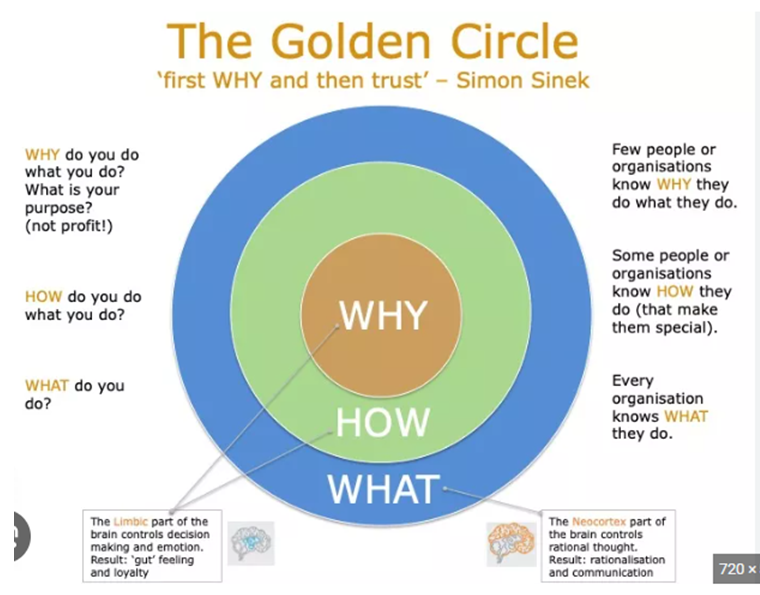 The Golden Circle
‘first WHY and then trust’ – Simon Sinek
WHY do you do
what you do?
What is your
purpose?
(not profit!)
HOW do you do
what you do?
WHAT do you
do?
WHY
HOW
WHAT
Few people or
organisations
know WHY they
do what they do.
Some people or
organisations
know HOW they
do (that make
them special).
Every
organisation
knows WHAT
they do.
The Limbic part of the
brain controls decision
making and emotion.
Result: ‘gut’ feeling
and loyalty
The Neocortex part of
the brain controls
rational thought.
Result: rationalisation
and communication
720 ×